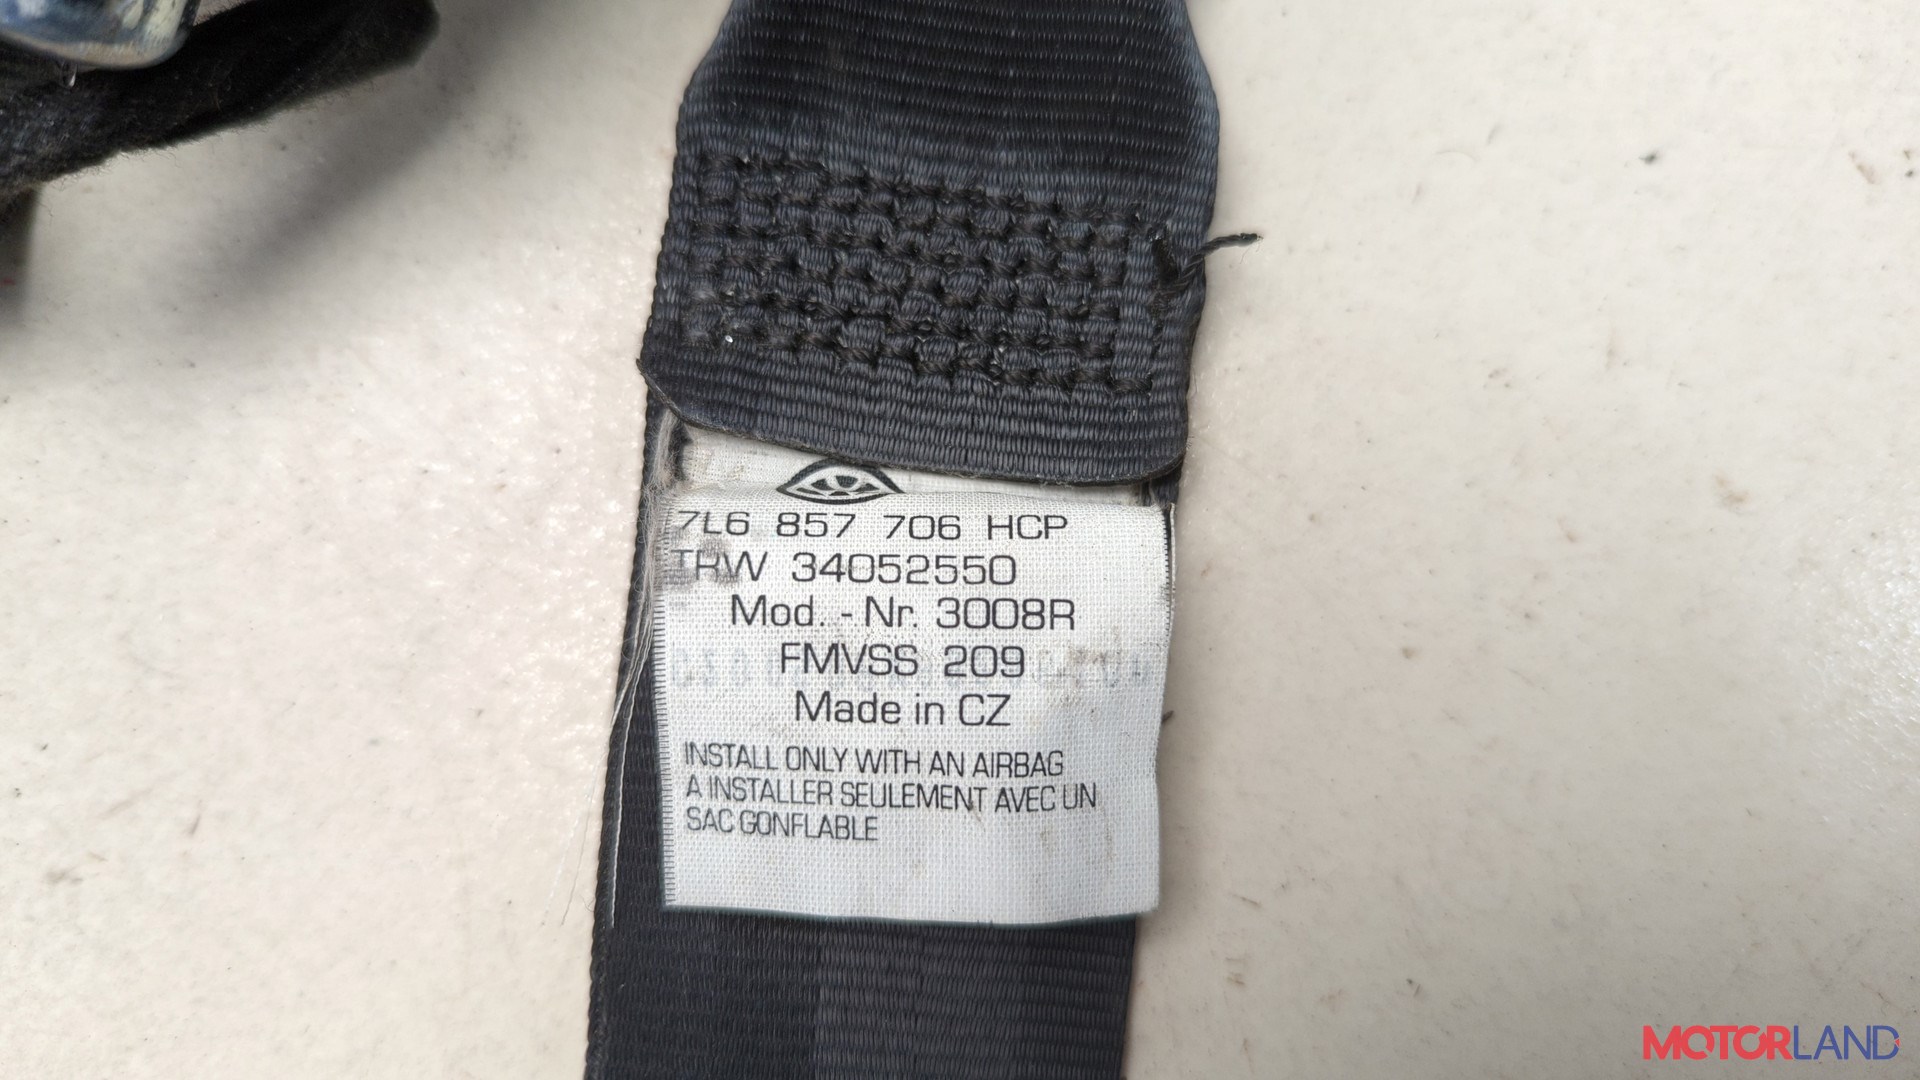 7L6 857 706 HCP
TRW 34052550
Mod. - Nr. 3008R
FMVSS 209
Made in CZ
INSTALL ONLY WITH AN AIRBAG
A INSTALLER SEULEMENT AVEC UN
SAC GONFLABLE
MOTORLAND